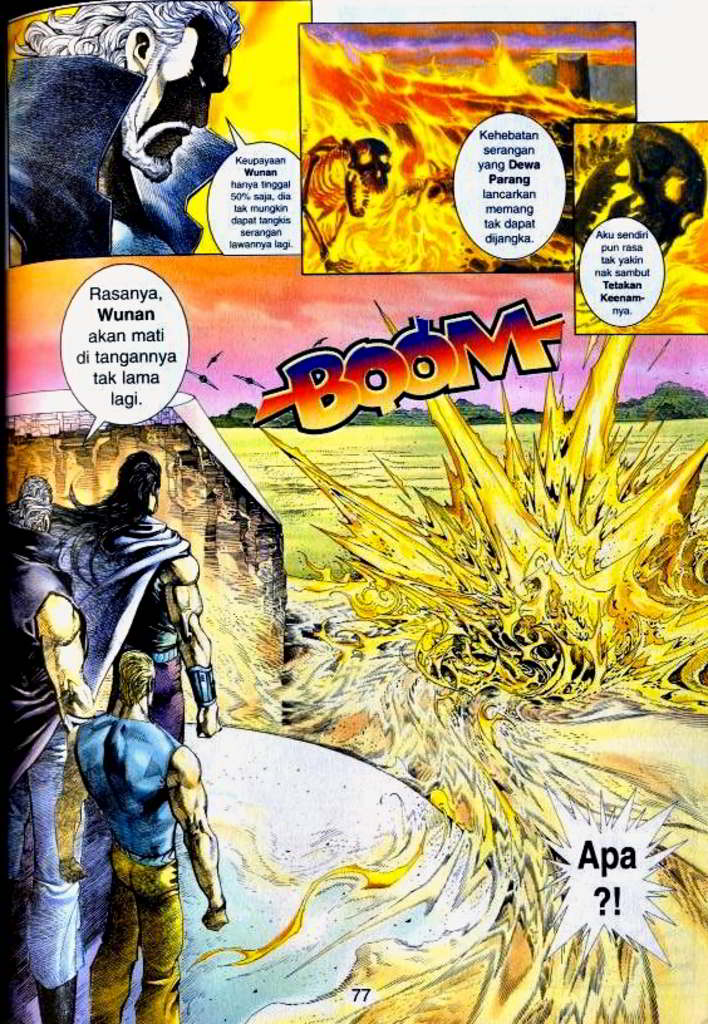 Keupayaan
Wunan
hanya tinggal
50% saja, dia
tak mungkin
dapat tangkis
serangan
lawannya lagi.
Kehebatan
serangan
yang Dewa
Parang
lancarkan
memang
tak dapat
dijangka.
Aku sendiri
pun rasa
tak yakin
nak sambut
Tetakan
Keenam-
nya.
Rasanya,
Wunan
akan mati
di tangannya
tak lama
lagi.
BOOM
Apa
?!
77